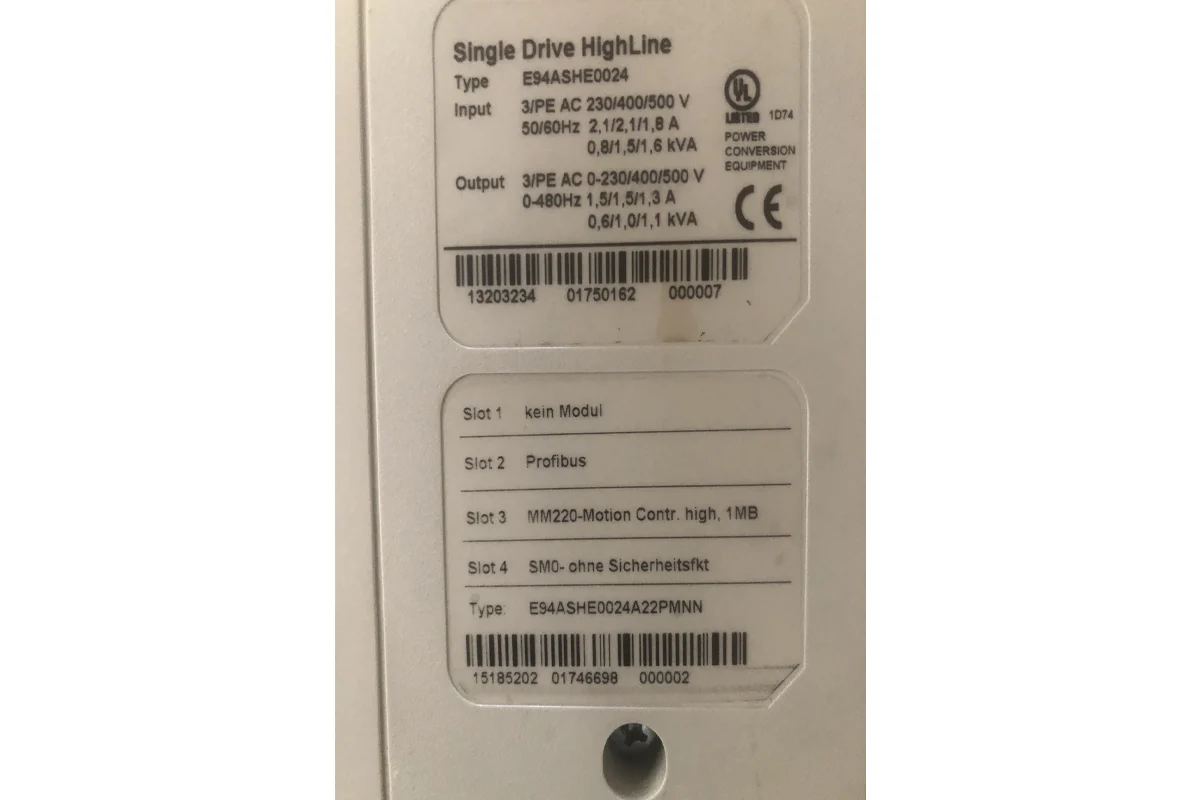 Single Drive HighLine
Type E94ASHE0024
Input 3/PE AC 230/400/500 V
50/60Hz 2,1/2,1/1,8 A
0,8/1,5/1,6 kVA
Output 3/PE AC 0-230/400/500 V
0-480Hz 1,5/1,5/1,3 A
0,6/1,0/1,1 kVA
UL
LISTED 1D74
POWER
CONVERSION
EQUIPMENT
CE
13203234 01750162 000007
Slot 1 kein Modul
Slot 2 Profibus
Slot 3 MM220-Motion Contr. high, 1MB
Slot 4 SM0- ohne Sicherheitsfkt
Type: E94ASHE0024A22PMNN
15185202 01746698 000002